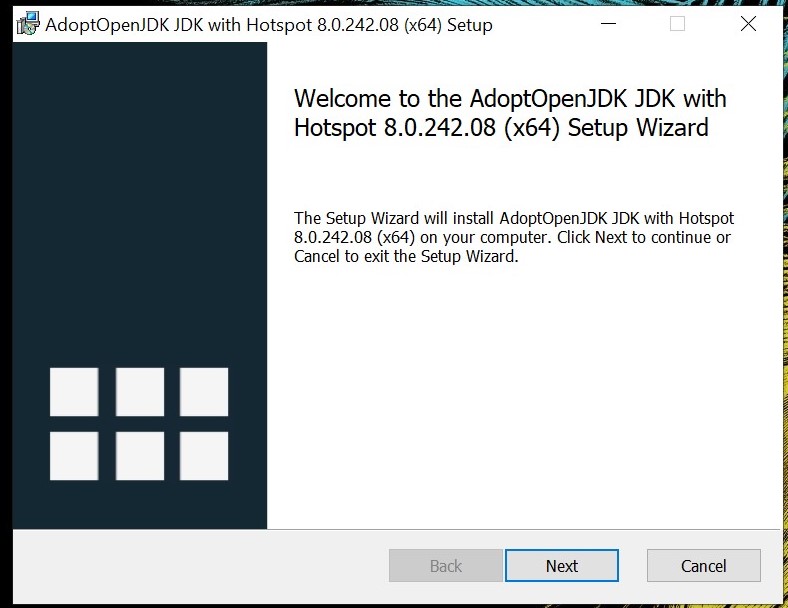 AdoptOpenJDK JDK with Hotspot 8.0.242.08 (x64) Setup
Welcome to the AdoptOpenJDK JDK with
Hotspot 8.0.242.08 (x64) Setup Wizard
The Setup Wizard will install AdoptOpenJDK JDK with Hotspot
8.0.242.08 (x64) on your computer. Click Next to continue or
Cancel to exit the Setup Wizard.
Back
Next
Cancel